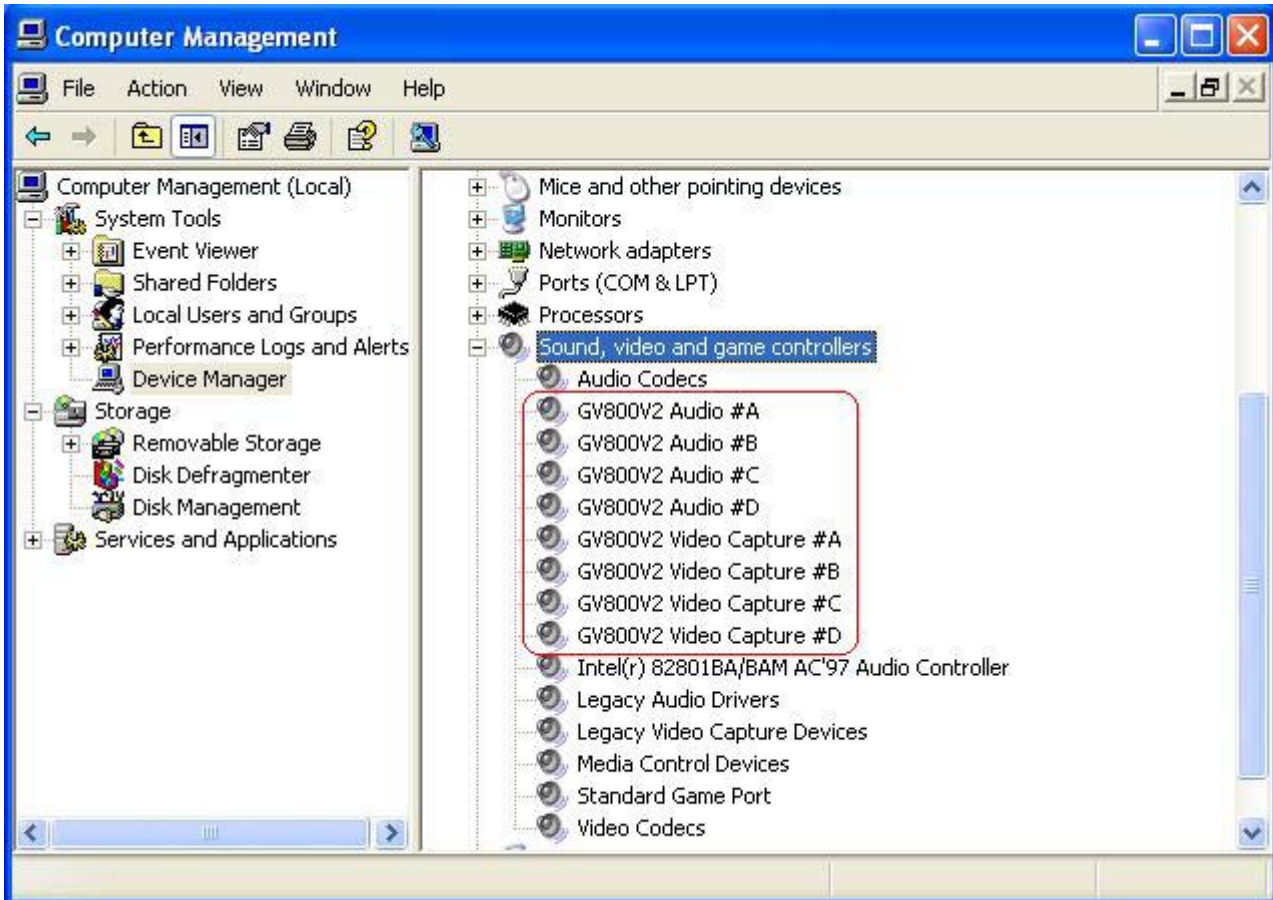 Computer Management
File Action View Window Help
Computer Management (Local)
System Tools
Event Viewer
Shared Folders
Local Users and Groups
Performance Logs and Alerts
Device Manager
Storage
Removable Storage
Disk Defragmenter
Disk Management
Services and Applications
Mice and other pointing devices
Monitors
Network adapters
Ports (COM & LPT)
Processors
Sound, video and game controllers
Audio Codecs
GV800V2 Audio #A
GV800V2 Audio #B
GV800V2 Audio #C
GV800V2 Audio #D
GV800V2 Video Capture #A
GV800V2 Video Capture #B
GV800V2 Video Capture #C
GV800V2 Video Capture #D
Intel(r) 82801BA/BAM AC'97 Audio Controller
Legacy Audio Drivers
Legacy Video Capture Devices
Media Control Devices
Standard Game Port
Video Codecs